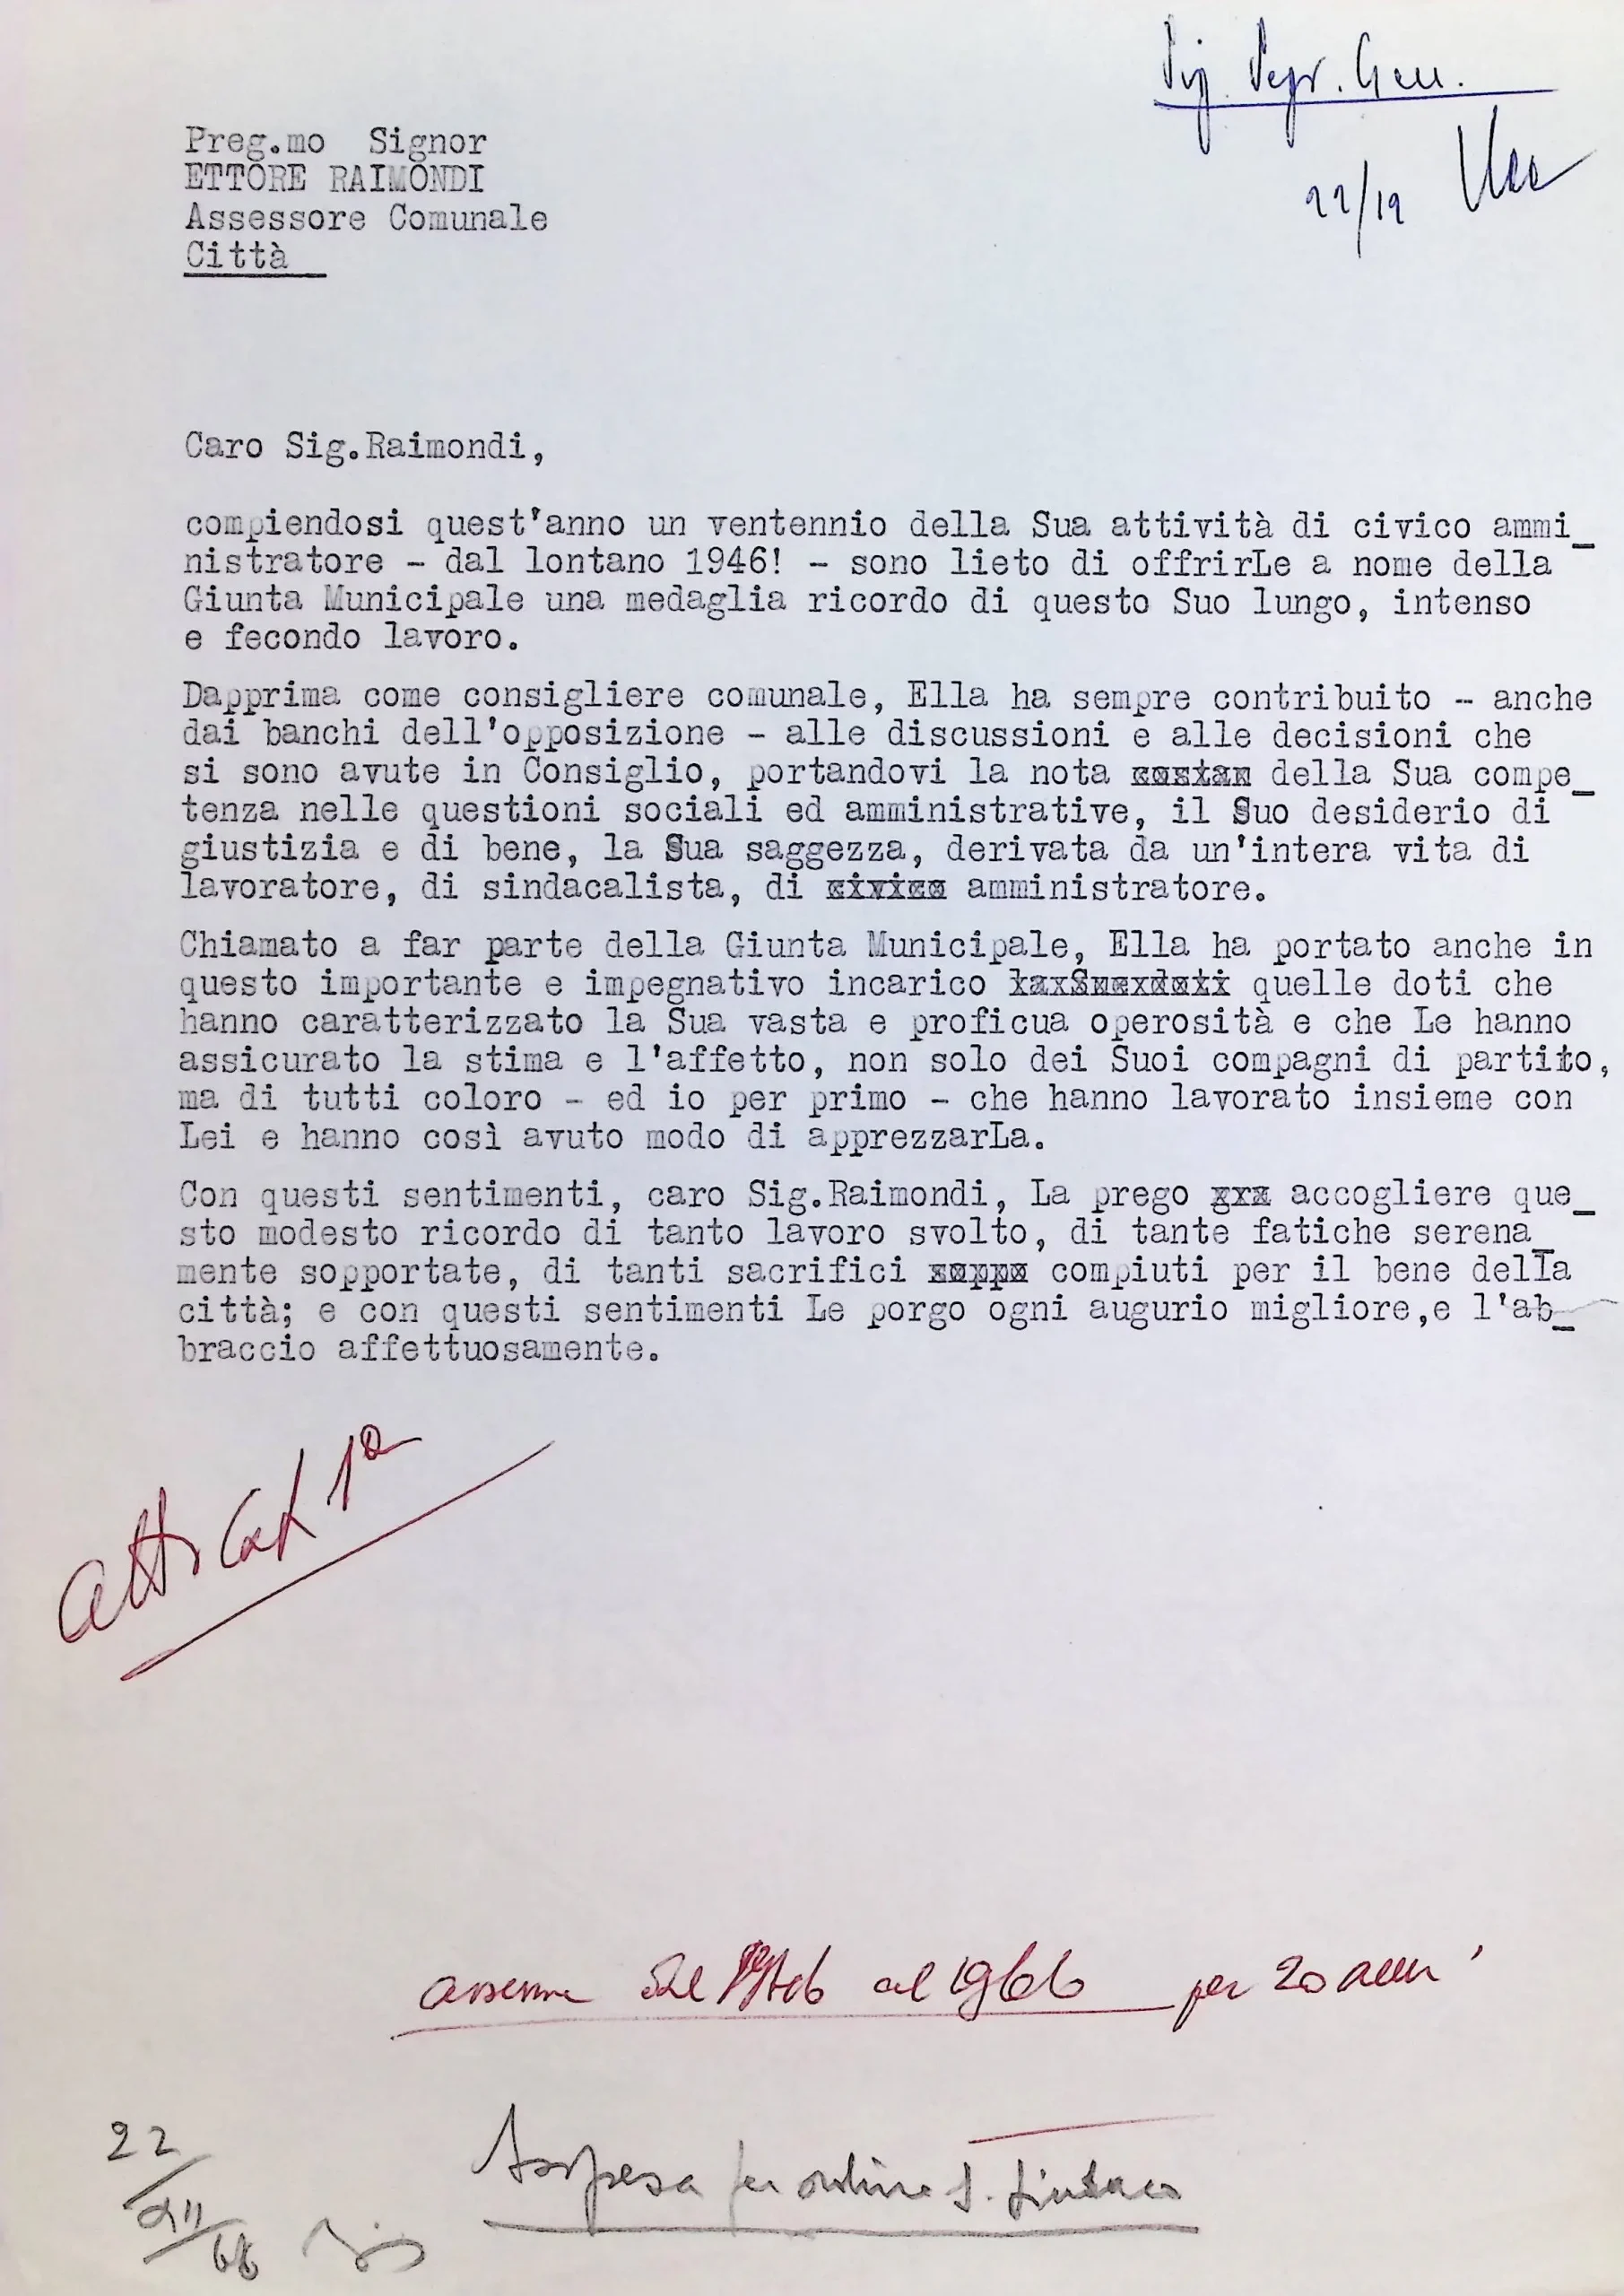 Sig. Segr. Gen.
22/12
Preg.mo Signor
ETTORE RAIMONDI
Assessore Comunale
Città
Caro Sig.Raimondi,
compiendosi quest'anno un ventennio della Sua attività di civico ammi_
nistratore - dal lontano 1946! - sono lieto di offrirLe a nome della
Giunta Municipale una medaglia ricordo di questo Suo lungo, intenso
e fecondo lavoro.
Dapprima come consigliere comunale, Ella ha sempre contribuito -- anche
dai banchi dell'opposizione - alle discussioni e alle decisioni che
si sono avute in Consiglio, portandovi la nota della Sua compe_
tenza nelle questioni sociali ed amministrative, il Suo desiderio di
giustizia e di bene, la Sua saggezza, derivata da un'intera vita di
lavoratore, di sindacalista, di amministratore.
Chiamato a far parte della Giunta Municipale, Ella ha portato anche in
questo importante e impegnativo incarico quelle doti che
hanno caratterizzato la Sua vasta e proficua operosità e che Le hanno
assicurato la stima e l'affetto, non solo dei Suoi compagni di partito,
ma di tutti coloro - ed io per primo - che hanno lavorato insieme con
Lei e hanno così avuto modo di apprezzarLa.
Con questi sentimenti, caro Sig.Raimondi, La prego accogliere que_
sto modesto ricordo di tanto lavoro svolto, di tante fatiche serena_
mente sopportate, di tanti sacrifici compiuti per il bene della
città; e con questi sentimenti Le porgo ogni augurio migliore,e l'ab_
braccio affettuosamente.
atti Cat 1ª
dal 1946 al 1966 per 20 anni
Sospesa per ordine S. Sindaco
22/XII/66